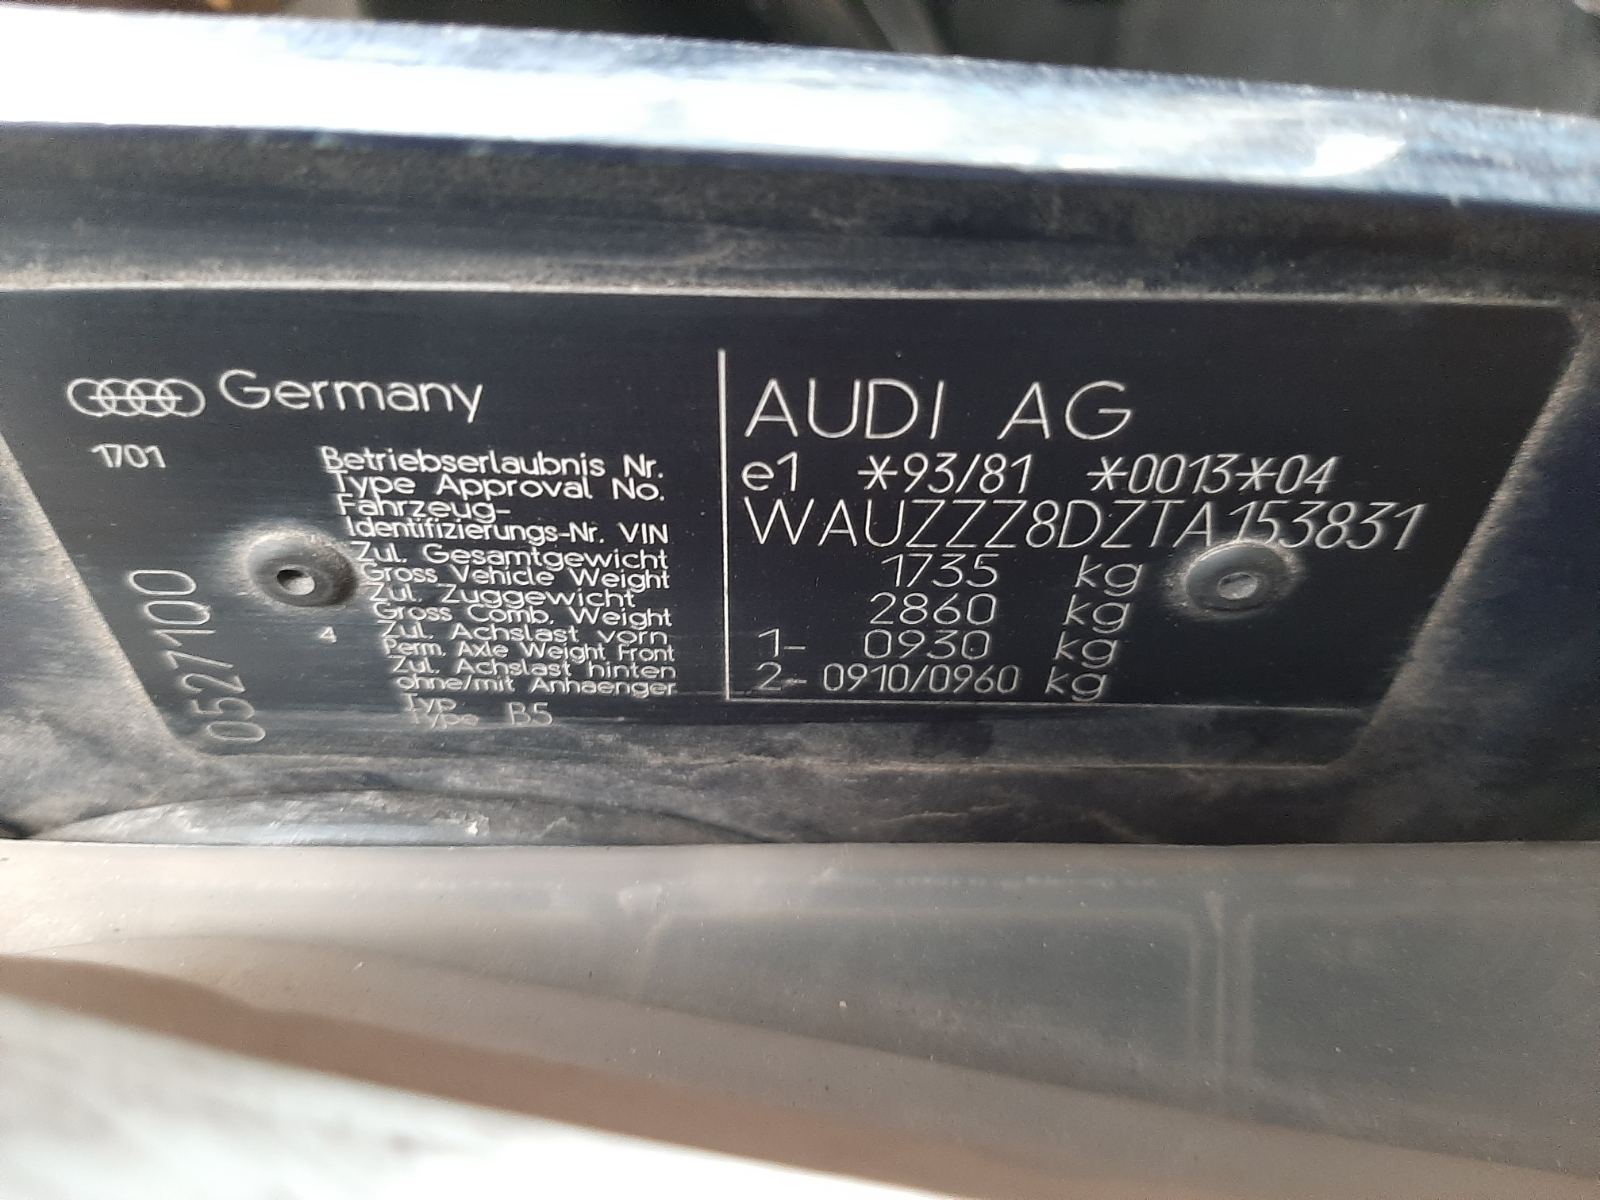 Germany
1701
Betriebserlaubnis Nr.
Type Approval No.
Fahrzeug-
Identifizierungs-Nr. VIN
Zul. Gesamtgewicht
Gross Vehicle Weight
Zul. Zuggewicht
Gross Comb. Weight
4
Zul. Achslast vorn
Perm. Axle Weight Front
Zul. Achslast hinten
ohne/mit Anhaenger
Typ
Type B5
0527100
AUDI AG
e1 *93/81 *0013*04
WAUZZZ8DZTA153831
1735 kg
2860 kg
1- 0930 kg
2- 0910/0960 kg